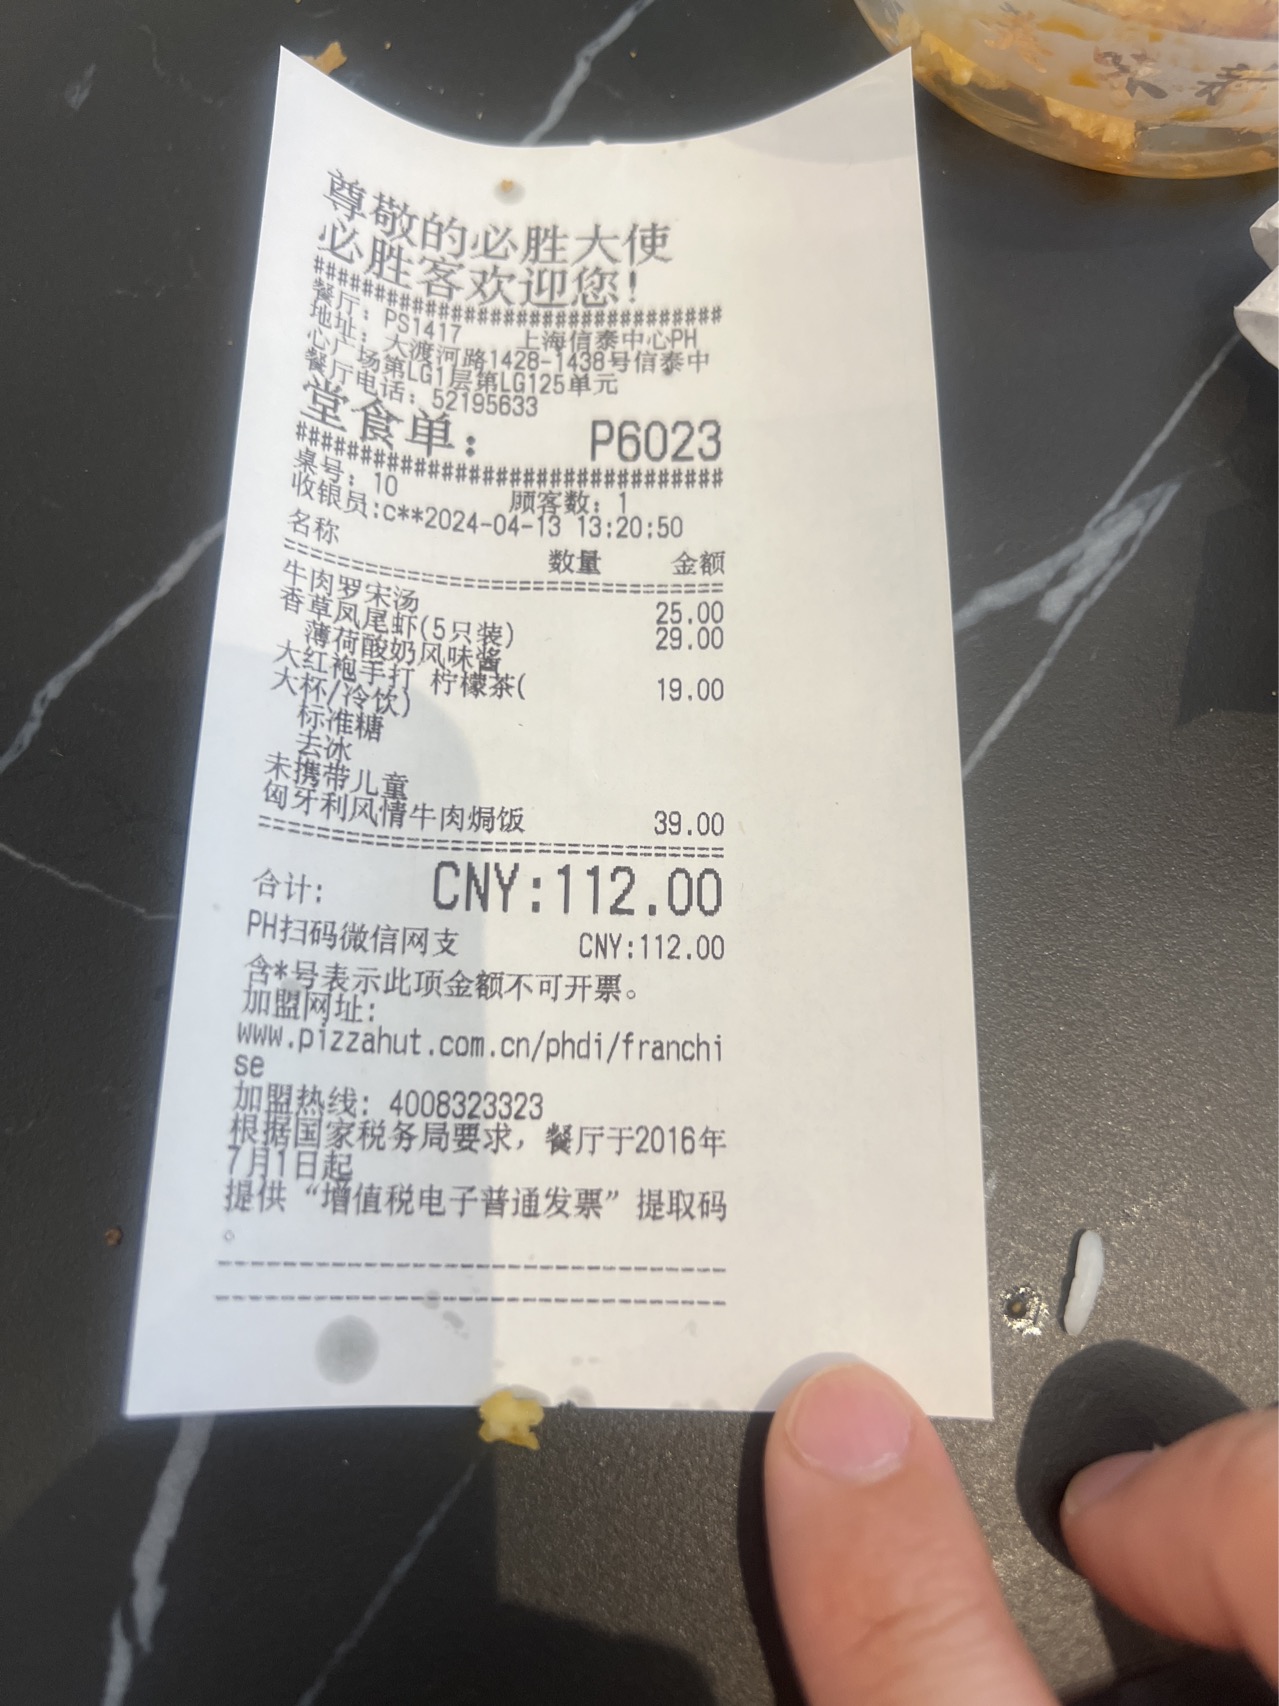 尊敬的必胜大使
必胜客欢迎您!
################################
餐厅: PS1417 上海信泰中心PH
地址: 大渡河路1428-1438号信泰中
心广场第LG1层第LG125单元
餐厅电话: 52195633
堂食单: P6023
################################
桌号: 10 顾客数: 1
收银员:c**2024-04-13 13:20:50
名称 数量 金额
================================
牛肉罗宋汤 25.00
香草凤尾虾(5只装) 29.00
薄荷酸奶风味酱
大红袍手打 柠檬茶( 19.00
大杯/冷饮)
标准糖
去冰
未携带儿童
匈牙利风情牛肉焗饭 39.00
================================
合计: CNY:112.00
PH扫码微信网支 CNY:112.00
含*号表示此项金额不可开票。
加盟网址:
www.pizzahut.com.cn/phdi/franchi
se
加盟热线: 4008323323
根据国家税务局要求, 餐厅于2016年
7月1日起
提供“增值税电子普通发票”提取码
。
--------------------------------
--------------------------------